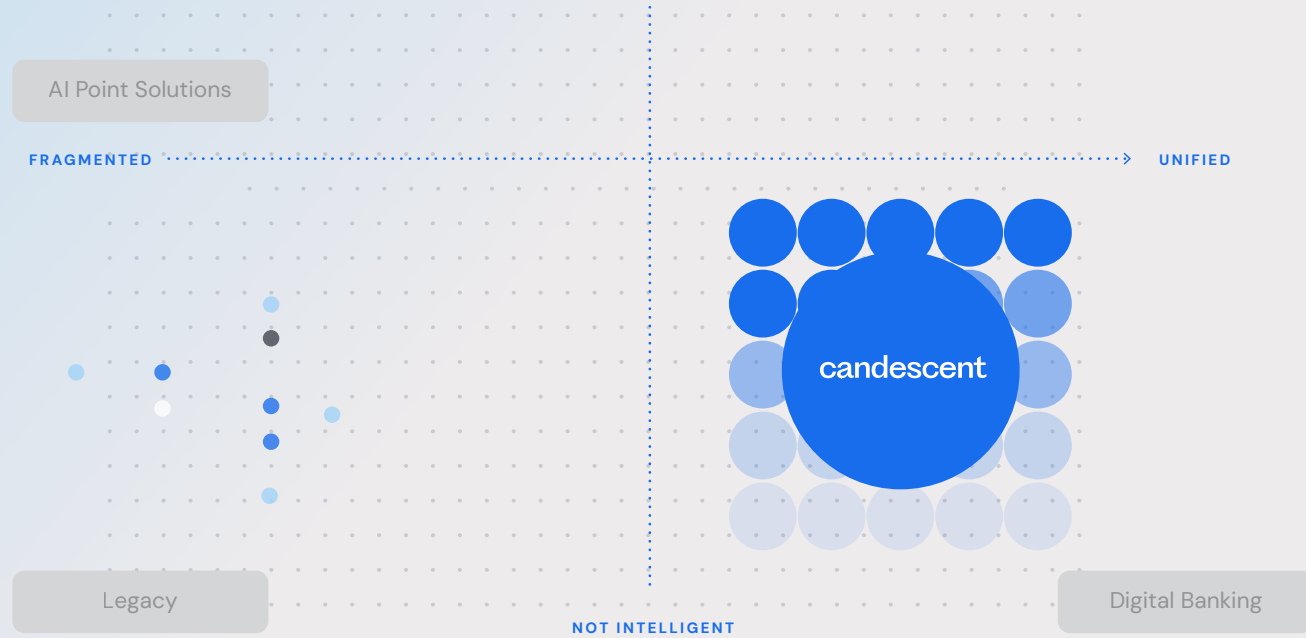 AI Point Solutions
FRAGMENTED
UNIFIED
candescent
Legacy
Digital Banking
NOT INTELLIGENT